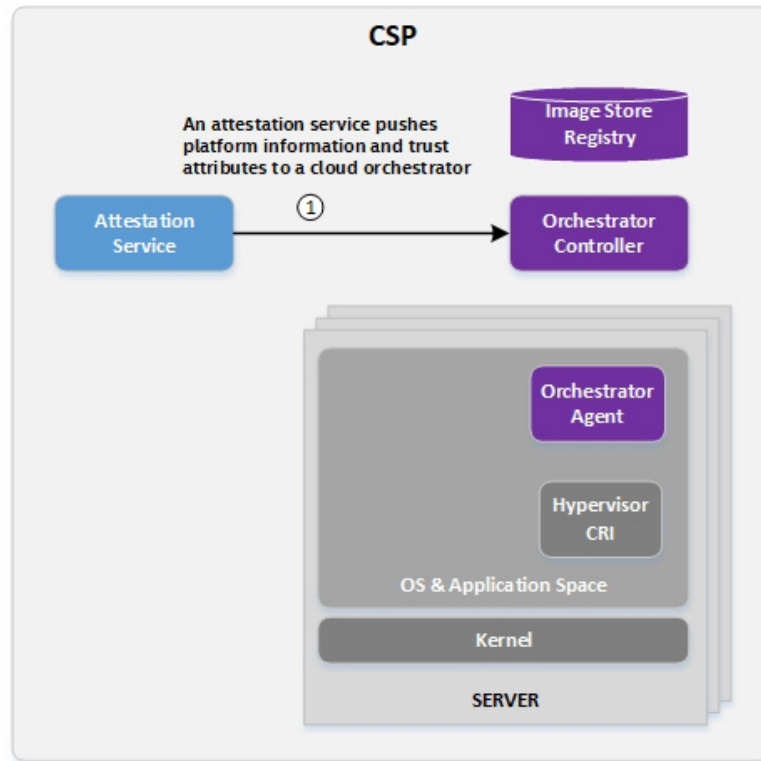 CSP
Image Store
Registry
An attestation service pushes
platform information and trust
attributes to a cloud orchestrator
1
Attestation
Service
Orchestrator
Controller
Orchestrator
Agent
Hypervisor
CRI
OS & Application Space
Kernel
SERVER